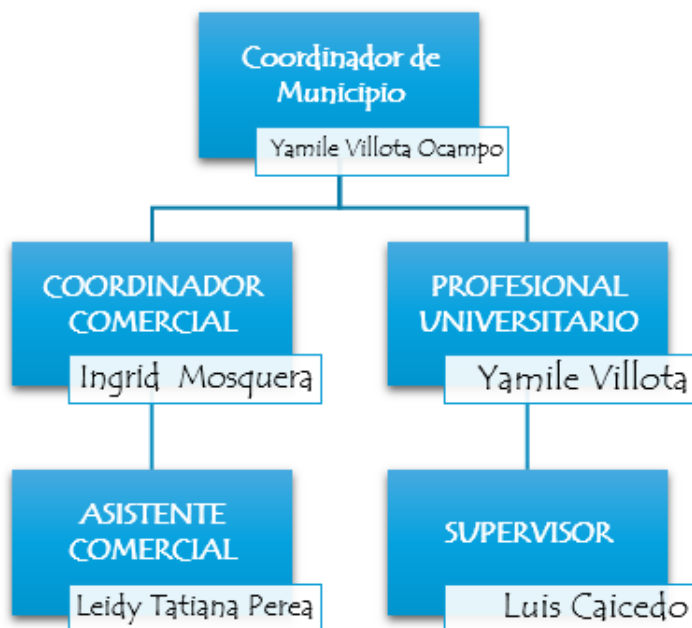 Coordinador de
Municipio
Yamile Villota Ocampo
COORDINADOR
COMERCIAL
Ingrid Mosquera
PROFESIONAL
UNIVERSITARIO
Yamile Villota
ASISTENTE
COMERCIAL
Leidy Tatiana Perea
SUPERVISOR
Luis Caicedo